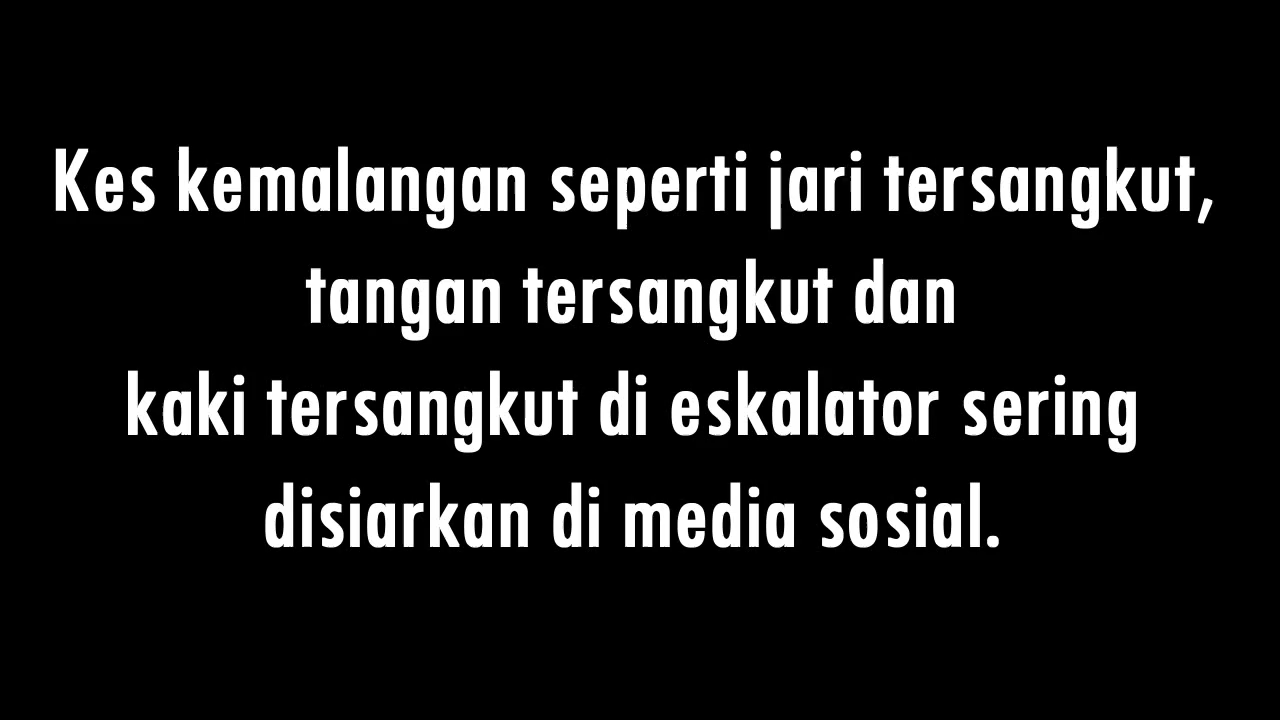 Kes kemalangan seperti jari tersangkut,
tangan tersangkut dan
kaki tersangkut di eskalator sering
disiarkan di media sosial.